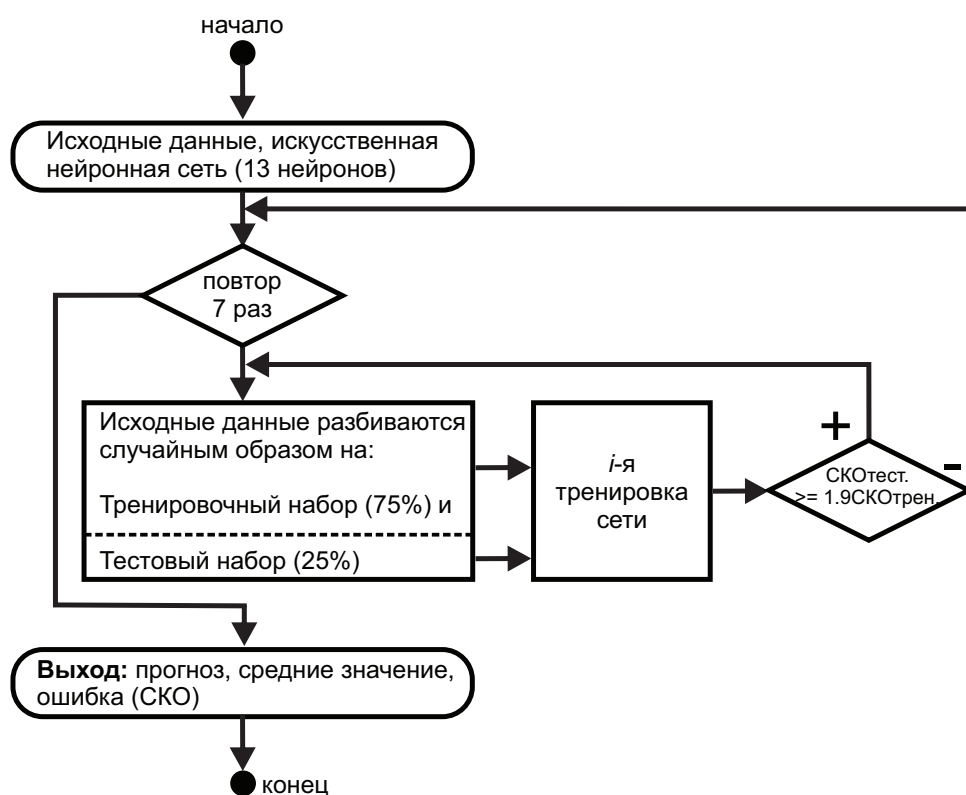 начало
Исходные данные, искусственная
нейронная сеть (13 нейронов)
повтор
7 раз
Исходные данные разбиваются
случайным образом на:
Тренировочный набор (75%) и
Тестовый набор (25%)
i-я
тренировка
сети
+
-
СКОтест.
>= 1.9СКОтрен.
Выход: прогноз, средние значение,
ошибка (СКО)
конец